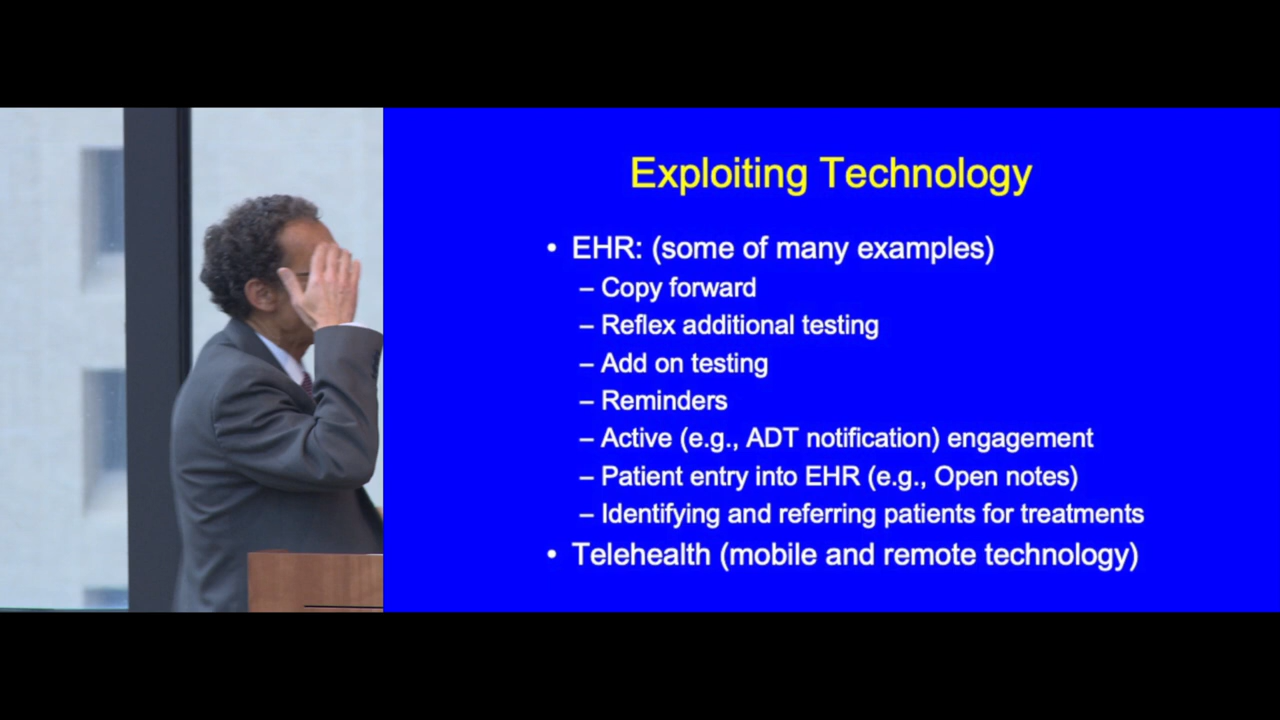 Exploiting Technology
• EHR: (some of many examples)
– Copy forward
– Reflex additional testing
– Add on testing
– Reminders
– Active (e.g., ADT notification) engagement
– Patient entry into EHR (e.g., Open notes)
– Identifying and referring patients for treatments
• Telehealth (mobile and remote technology)